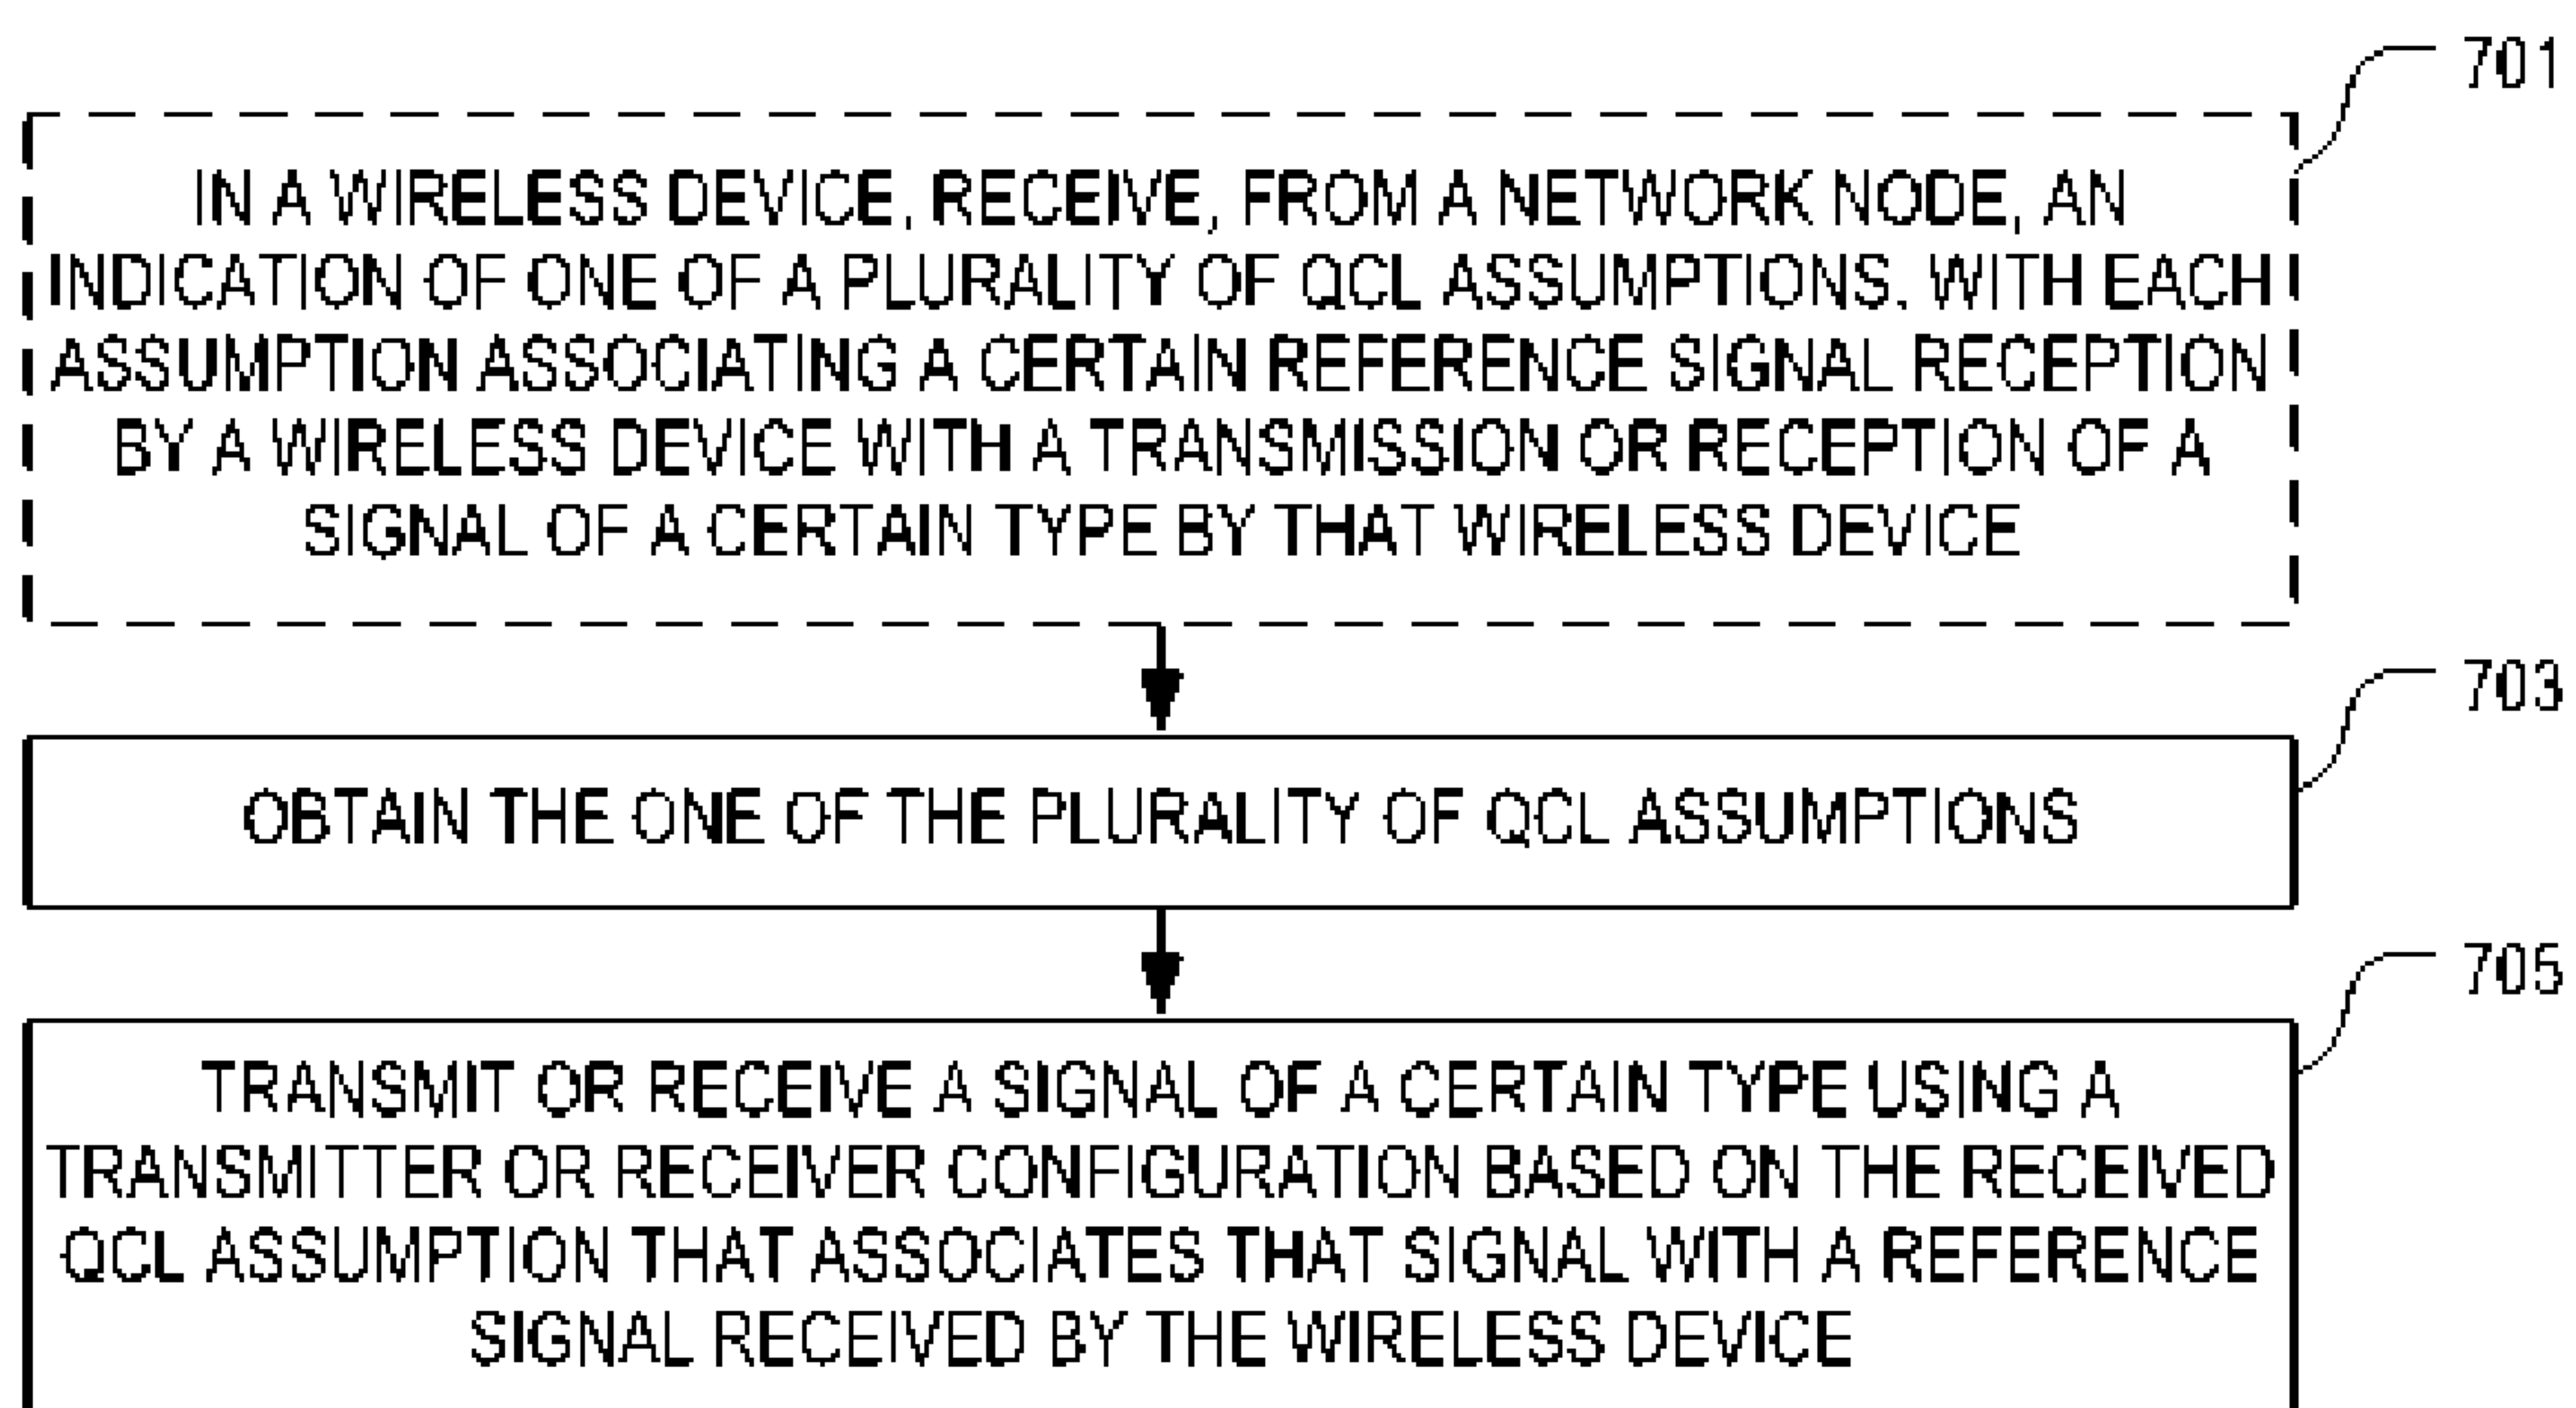 701
IN A WIRELESS DEVICE, RECEIVE, FROM A NETWORK NODE, AN
INDICATION OF ONE OF A PLURALITY OF QCL ASSUMPTIONS, WITH EACH
ASSUMPTION ASSOCIATING A CERTAIN REFERENCE SIGNAL RECEPTION
BY A WIRELESS DEVICE WITH A TRANSMISSION OR RECEPTION OF A
SIGNAL OF A CERTAIN TYPE BY THAT WIRELESS DEVICE
703
OBTAIN THE ONE OF THE PLURALITY OF QCL ASSUMPTIONS
705
TRANSMIT OR RECEIVE A SIGNAL OF A CERTAIN TYPE USING A
TRANSMITTER OR RECEIVER CONFIGURATION BASED ON THE RECEIVED
QCL ASSUMPTION THAT ASSOCIATES THAT SIGNAL WITH A REFERENCE
SIGNAL RECEIVED BY THE WIRELESS DEVICE